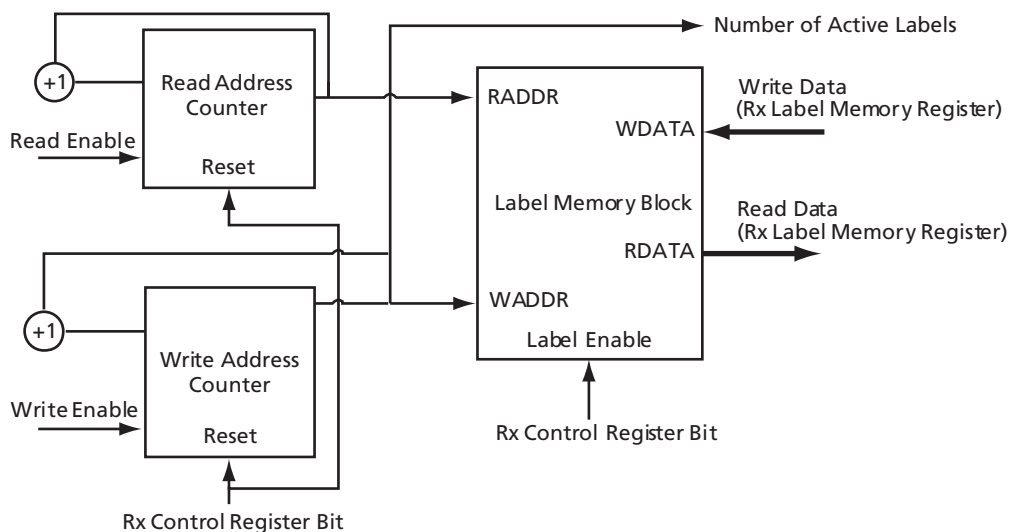 Number of Active Labels
+1
Read Address
Counter
Read Enable
Reset
RADDR
WDATA
Write Data
(Rx Label Memory Register)
Label Memory Block
Read Data
(Rx Label Memory Register)
RDATA
WADDR
Label Enable
+1
Write Address
Counter
Write Enable
Reset
Rx Control Register Bit
Rx Control Register Bit